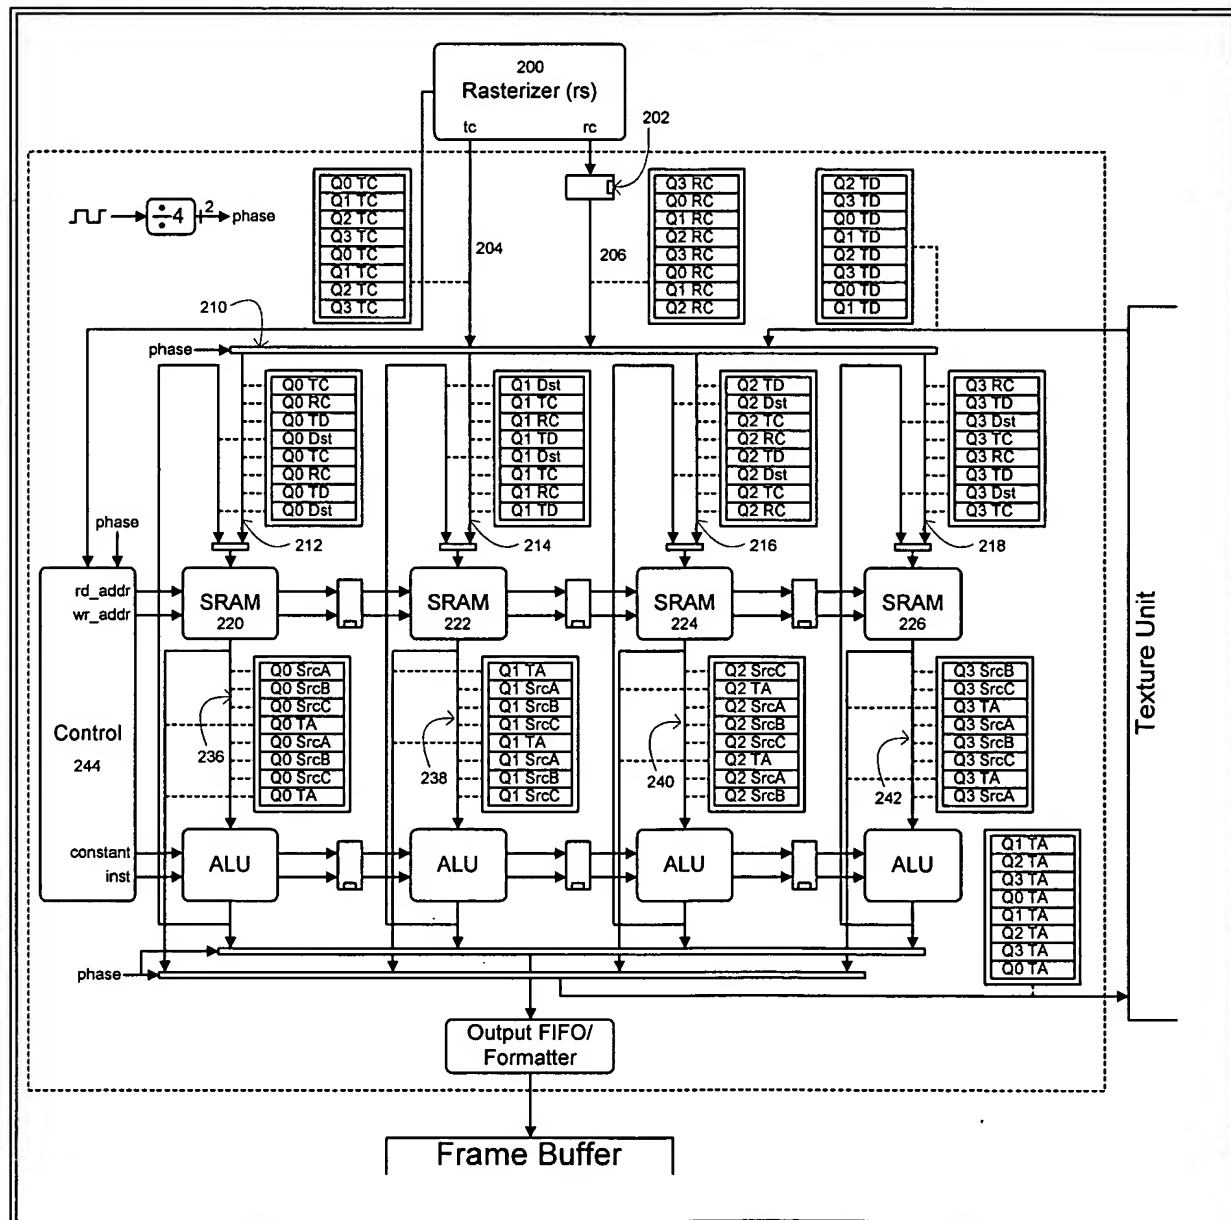 200
Rasterizer (rs)
tc
rc
202
Q0 TC
Q1 TC
Q2 TC
Q3 TC
Q0 TC
Q1 TC
Q2 TC
Q3 TC
Q3 RC
Q0 RC
Q1 RC
Q2 RC
Q3 RC
Q0 RC
Q1 RC
Q2 RC
Q2 TD
Q3 TD
Q0 TD
Q1 TD
Q2 TD
Q3 TD
Q0 TD
Q1 TD
÷4
2
phase
204
206
210
phase
Q0 TC
Q0 RC
Q0 TD
Q0 Dst
Q0 TC
Q0 RC
Q0 TD
Q0 Dst
Q1 Dst
Q1 TC
Q1 RC
Q1 TD
Q1 Dst
Q1 TC
Q1 RC
Q1 TD
Q2 TD
Q2 Dst
Q2 TC
Q2 RC
Q2 TD
Q2 Dst
Q2 TC
Q2 RC
Q3 RC
Q3 TD
Q3 Dst
Q3 TC
Q3 RC
Q3 TD
Q3 Dst
Q3 TC
phase
212
214
216
218
rd_addr
wr_addr
SRAM
220
SRAM
222
SRAM
224
SRAM
226
Texture Unit
Q0 SrcA
Q0 SrcB
Q0 SrcC
Q0 TA
Q0 SrcA
Q0 SrcB
Q0 SrcC
Q0 TA
Q1 TA
Q1 SrcA
Q1 SrcB
Q1 SrcC
Q1 TA
Q1 SrcA
Q1 SrcB
Q1 SrcC
Q2 SrcC
Q2 TA
Q2 SrcA
Q2 SrcB
Q2 SrcC
Q2 TA
Q2 SrcA
Q2 SrcB
Q3 SrcB
Q3 SrcC
Q3 TA
Q3 SrcA
Q3 SrcB
Q3 SrcC
Q3 TA
Q3 SrcA
Control
244
236
238
240
242
constant
inst
ALU
ALU
ALU
ALU
Q1 TA
Q2 TA
Q3 TA
Q0 TA
Q1 TA
Q2 TA
Q3 TA
Q0 TA
phase
Output FIFO/
Formatter
Frame Buffer